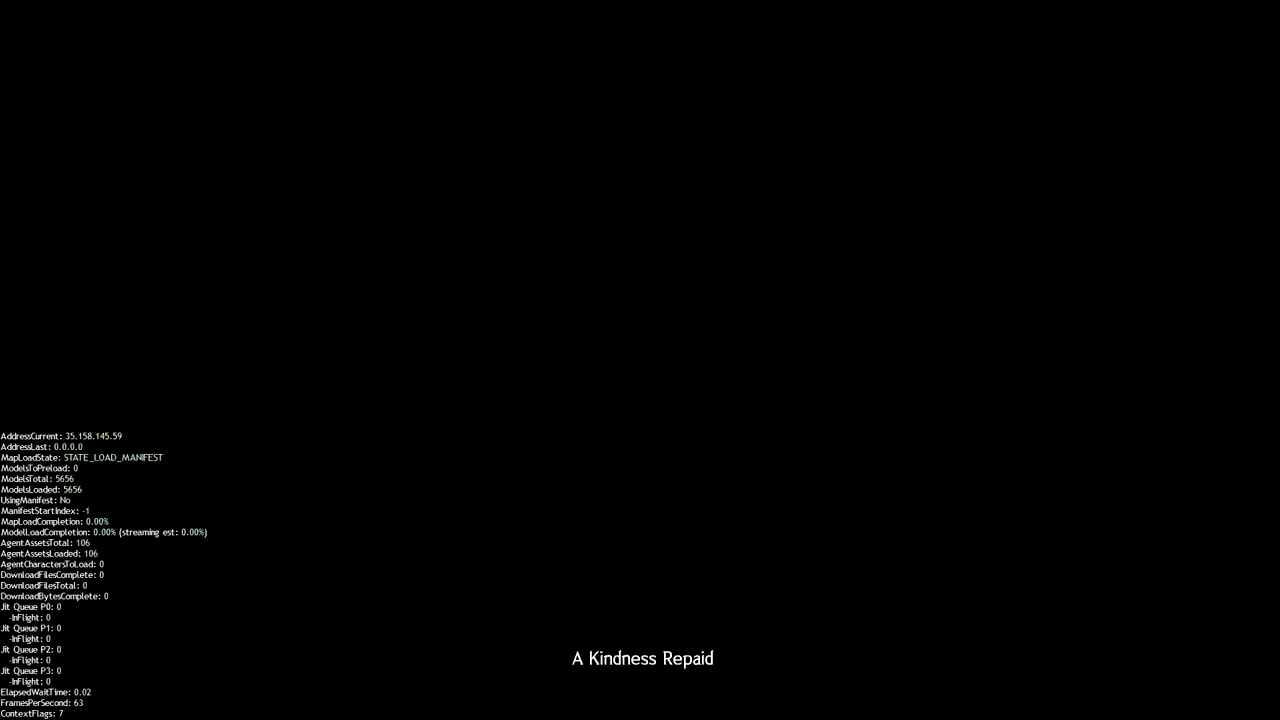 AddressCurrent: 35.158.145.59
AddressLast: 0.0.0.0
MapLoadState: STATE_LOAD_MANIFEST
ModelsToPreload: 0
ModelsTotal: 5656
ModelsLoaded: 5656
UsingManifest: No
ManifestStartIndex: -1
MapLoadCompletion: 0.00%
ModelLoadCompletion: 0.00% (streaming est: 0.00%)
AgentAssetsTotal: 106
AgentAssetsLoaded: 106
AgentCharactersToLoad: 0
DownloadFilesComplete: 0
DownloadFilesTotal: 0
DownloadBytesComplete: 0
Jit Queue P0: 0
-InFlight: 0
Jit Queue P1: 0
-InFlight: 0
Jit Queue P2: 0
-InFlight: 0
Jit Queue P3: 0
-InFlight: 0
ElapsedWaitTime: 0.02
FramesPerSecond: 63
ContextFlags: 7
A Kindness Repaid